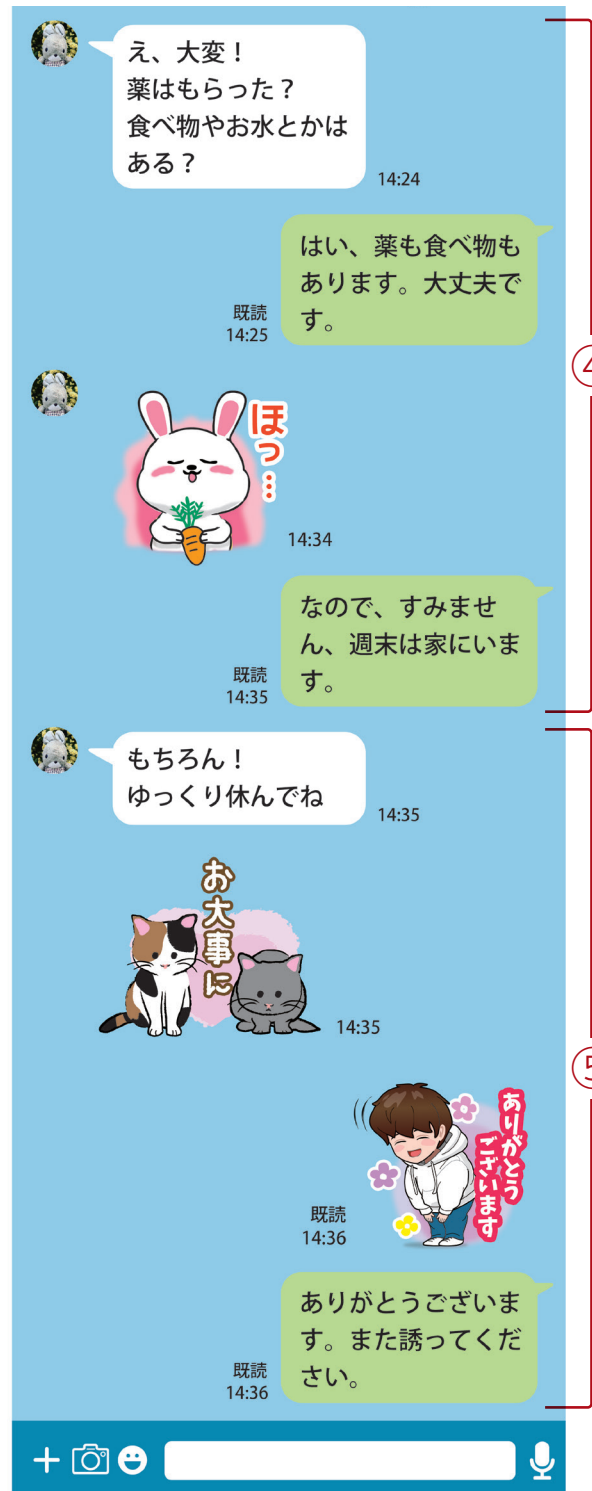 え、大変！
薬はもらった？
食べ物やお水とかは
ある？
14:24
はい、薬も食べ物も
あります。大丈夫で
す。
既読
14:25
ほっ…
14:34
なので、すみませ
ん、週末は家にいま
す。
既読
14:35
④
もちろん！
ゆっくり休んでね
14:35
お大事に
14:35
ありがとう
ございます
既読
14:36
ありがとうございま
す。また誘ってくだ
さい。
既読
14:36
⑤